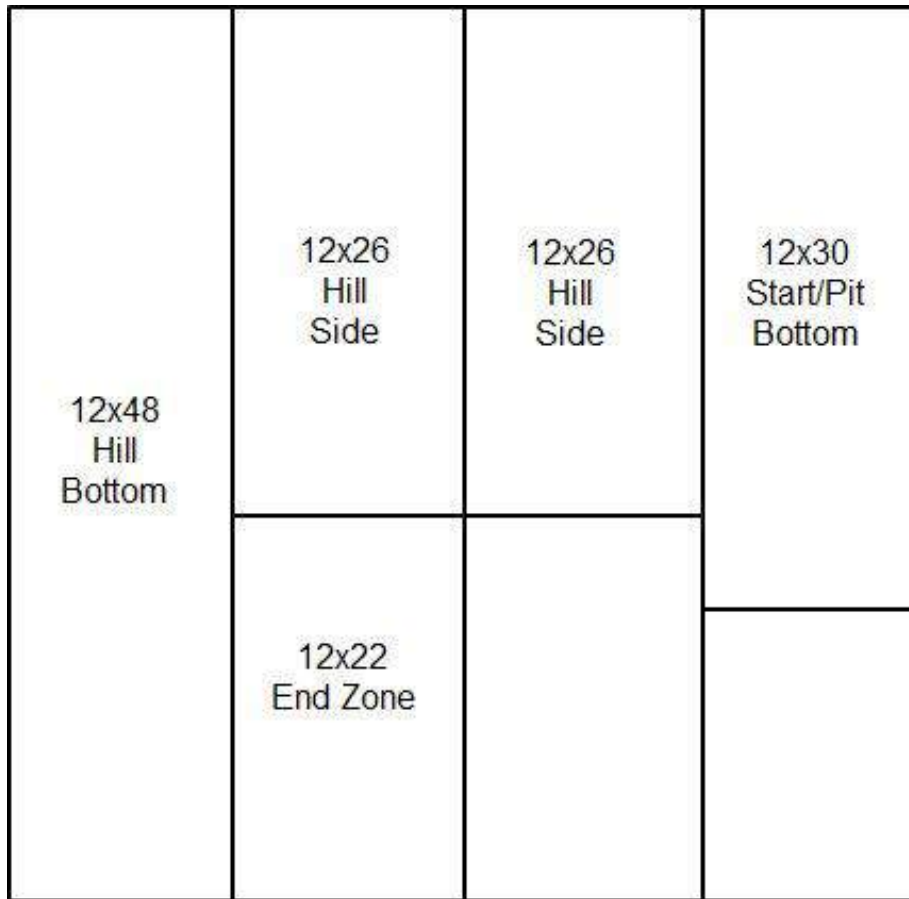 12x48
Hill
Bottom
12x26
Hill
Side
12x26
Hill
Side
12x30
Start/Pit
Bottom
12x22
End Zone